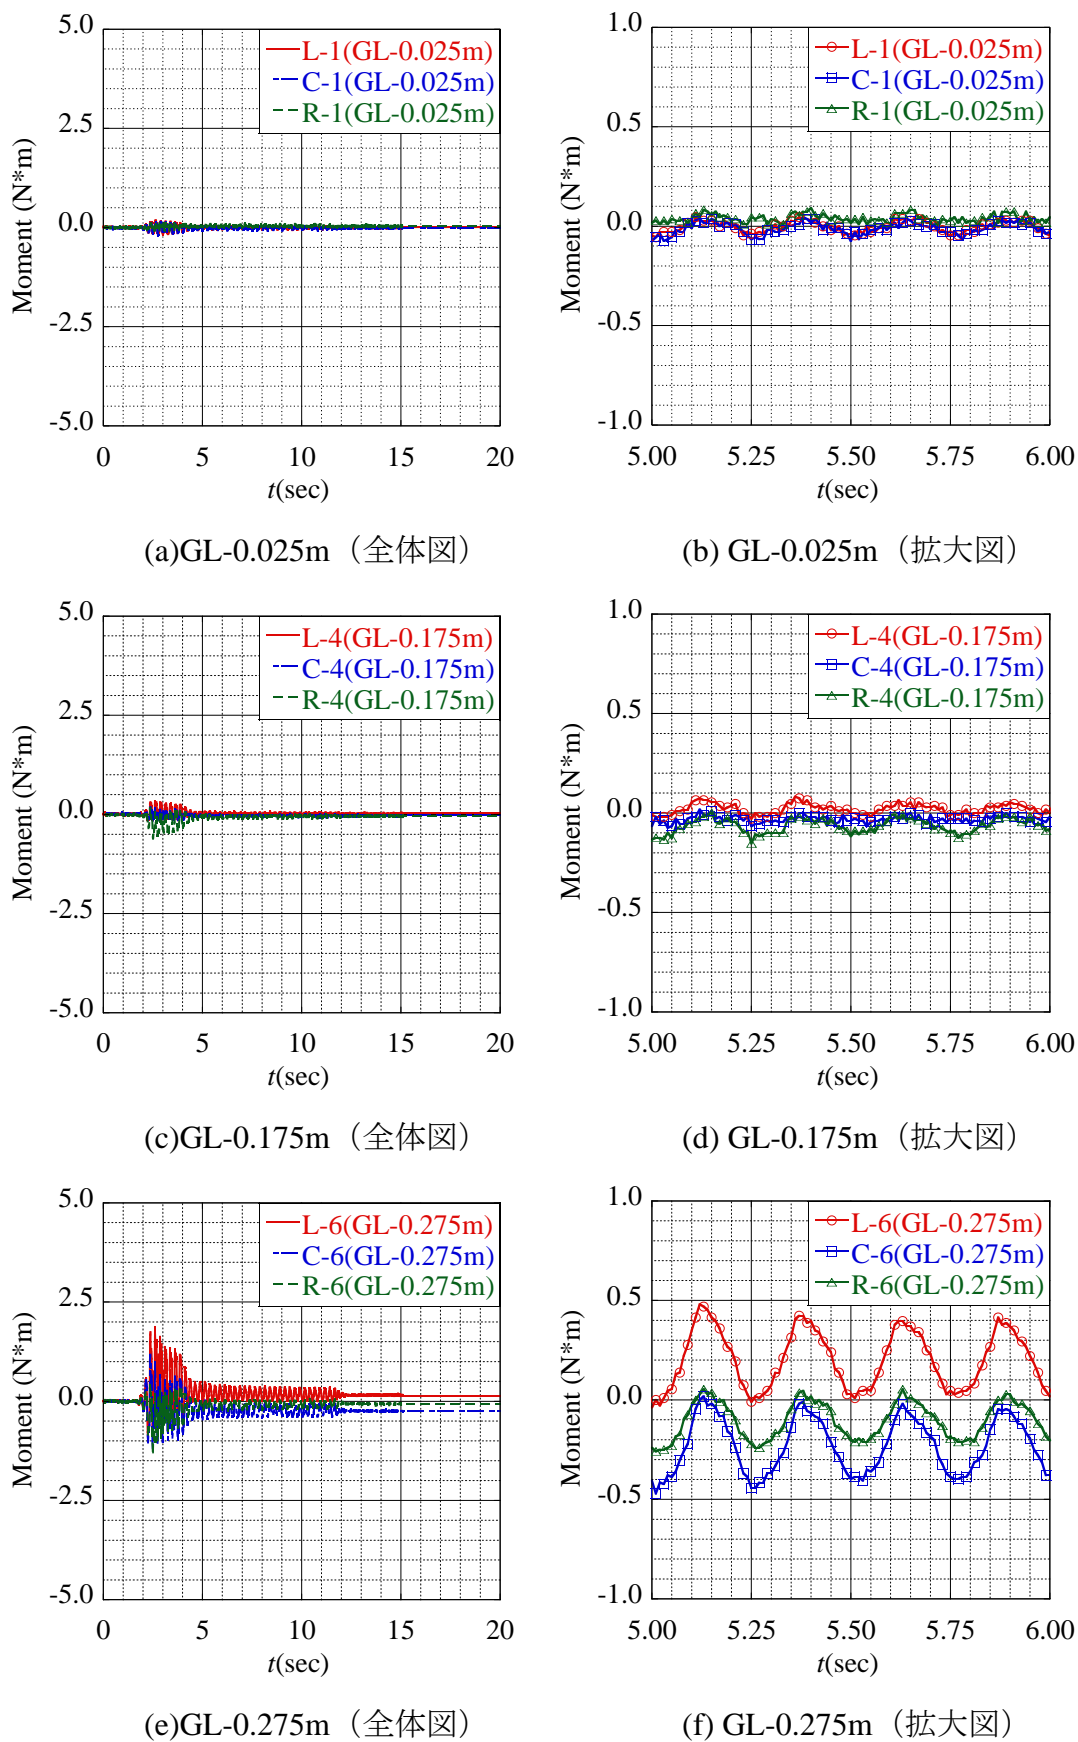 5.0
2.5
0.0
-2.5
-5.0
Moment (N*m)
L-1(GL-0.025m)
C-1(GL-0.025m)
R-1(GL-0.025m)
0 5 10 15 20
t(sec)
(a)GL-0.025m（全体図）
1.0
0.5
0.0
-0.5
-1.0
Moment (N*m)
L-1(GL-0.025m)
C-1(GL-0.025m)
R-1(GL-0.025m)
5.00 5.25 5.50 5.75 6.00
t(sec)
(b) GL-0.025m（拡大図）
5.0
2.5
0.0
-2.5
-5.0
Moment (N*m)
L-4(GL-0.175m)
C-4(GL-0.175m)
R-4(GL-0.175m)
0 5 10 15 20
t(sec)
(c)GL-0.175m（全体図）
1.0
0.5
0.0
-0.5
-1.0
Moment (N*m)
L-4(GL-0.175m)
C-4(GL-0.175m)
R-4(GL-0.175m)
5.00 5.25 5.50 5.75 6.00
t(sec)
(d) GL-0.175m（拡大図）
5.0
2.5
0.0
-2.5
-5.0
Moment (N*m)
L-6(GL-0.275m)
C-6(GL-0.275m)
R-6(GL-0.275m)
0 5 10 15 20
t(sec)
(e)GL-0.275m（全体図）
1.0
0.5
0.0
-0.5
-1.0
Moment (N*m)
L-6(GL-0.275m)
C-6(GL-0.275m)
R-6(GL-0.275m)
5.00 5.25 5.50 5.75 6.00
t(sec)
(f) GL-0.275m（拡大図）